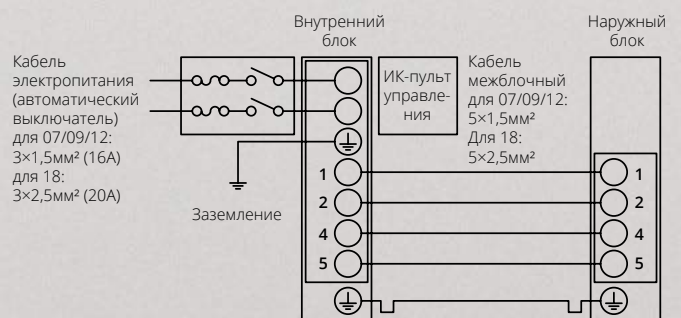 Внутренний
блок
Наружный
блок
Кабель
электропитания
(автоматический
выключатель)
для 07/09/12:
3×1,5мм² (16А)
для 18:
3×2,5мм² (20А)
ИК-пульт
управле-
ния
Кабель
межблочный
для 07/09/12:
5×1,5мм²
Для 18:
5×2,5мм²
Заземление
1
2
4
5
1
2
4
5